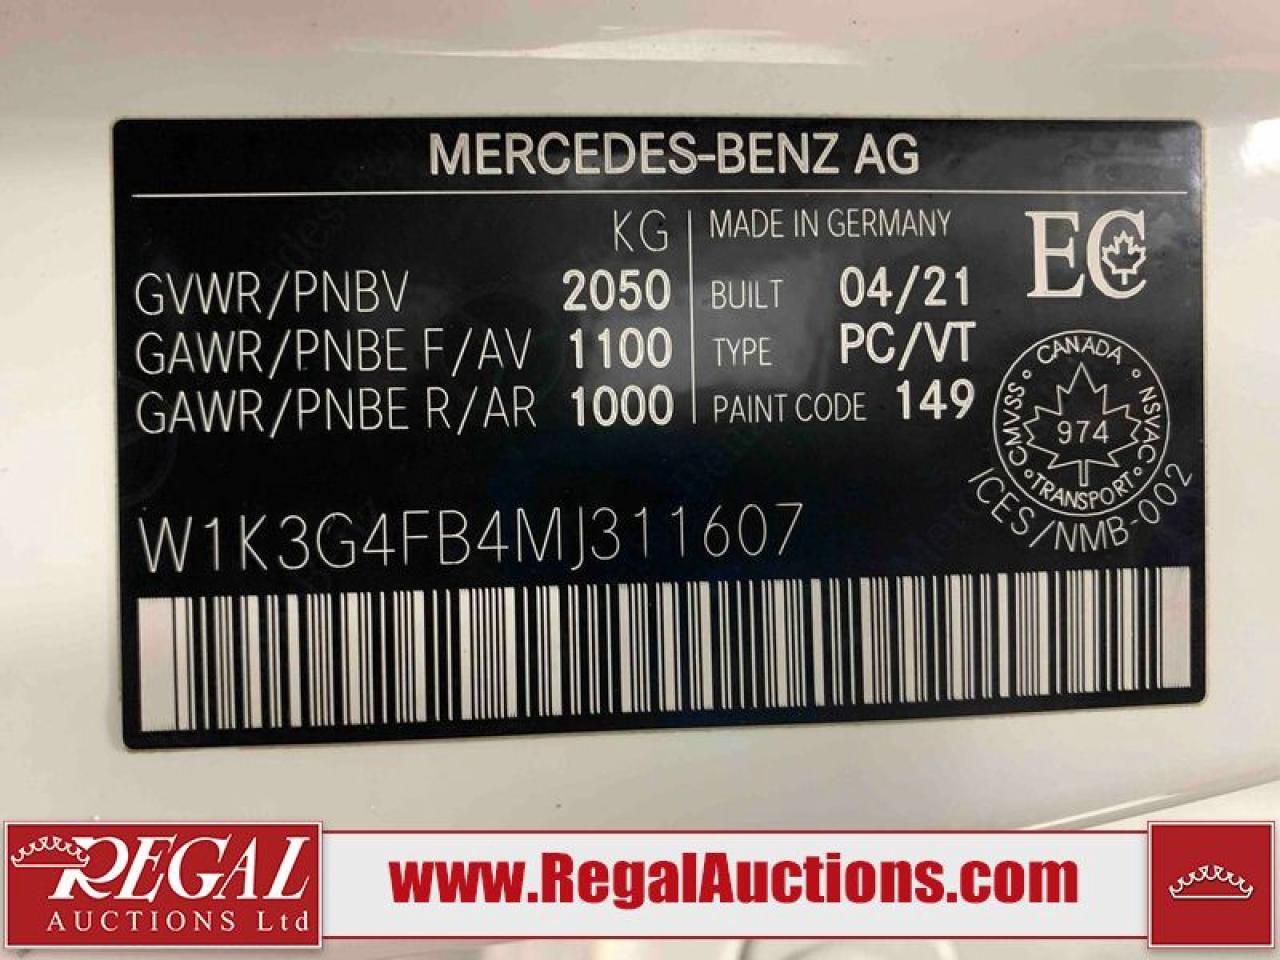 MERCEDES-BENZ AG
KG
GVWR/PNBV 2050
GAWR/PNBE F/AV 1100
GAWR/PNBE R/AR 1000
MADE IN GERMANY
BUILT 04/21
TYPE PC/VT
PAINT CODE 149
EC
CANADA
CMVSS
NSVAC
974
TRANSPORT
ICES/NMB-002
W1K3G4FB4MJ311607
REGAL
AUCTIONS Ltd
www.RegalAuctions.com